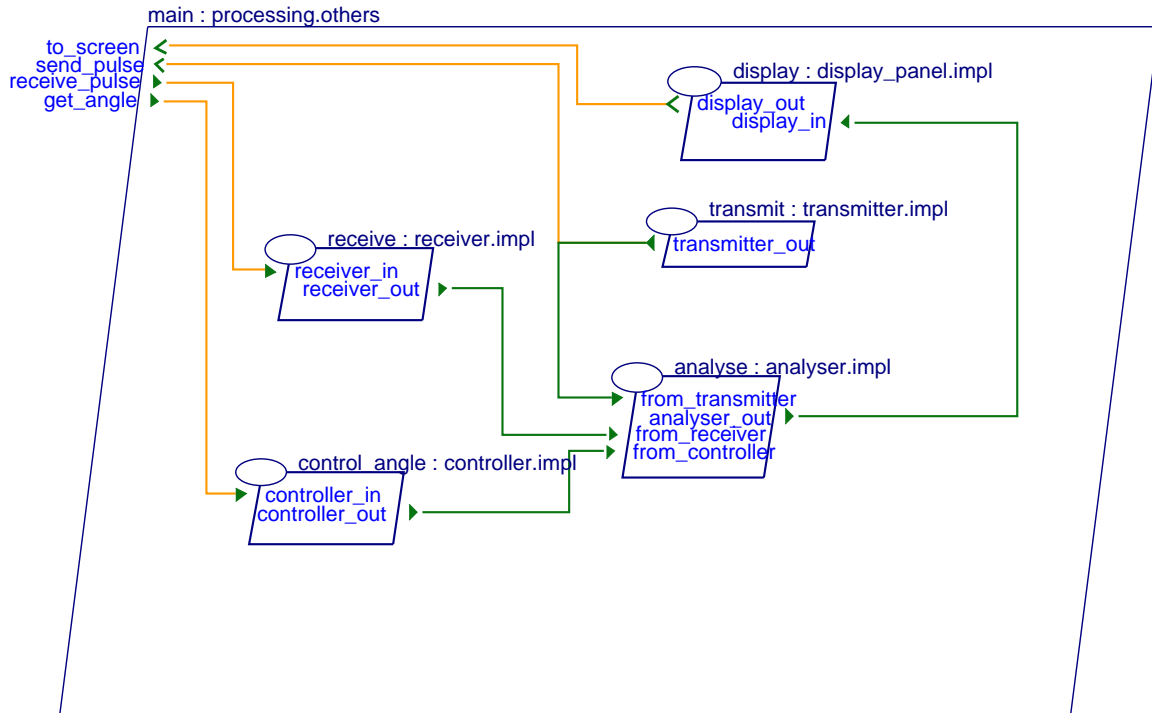 main : processing.others
to_screen
send_pulse
receive_pulse
get_angle
display : display_panel.impl
display_out
display_in
transmit : transmitter.impl
transmitter_out
receive : receiver.impl
receiver_in
receiver_out
analyse : analyser.impl
from_transmitter
analyser_out
from_receiver
from_controller
control_angle : controller.impl
controller_in
controller_out